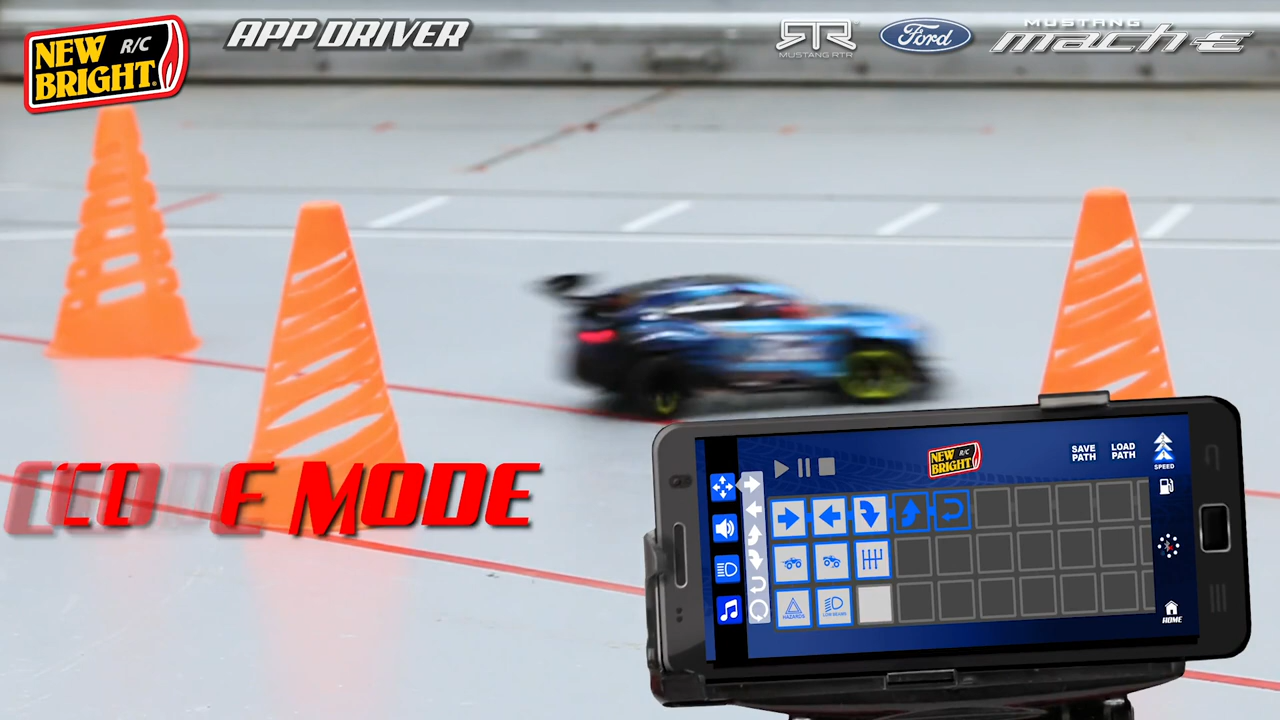 NEW R/C
BRIGHT®
APP DRIVER
RTR
MUSTANG RTR
Ford
MUSTANG
mach-E
MODE
NEW R/C
BRIGHT
SAVE
PATH
LOAD
PATH
SPEED
HAZARDS
LOW BEAMS
HOME